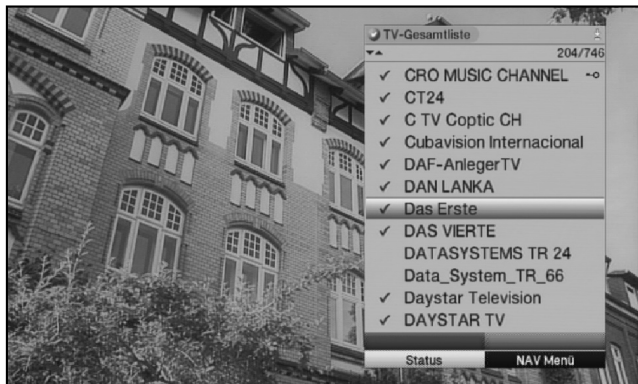 TV-Gesamtliste
204/746
✓ CRO MUSIC CHANNEL
✓ CT24
✓ C TV Coptic CH
✓ Cubavision Internacional
✓ DAF-AnlegerTV
✓ DAN LANKA
✓ Das Erste
✓ DAS VIERTE
DATASYSTEMS TR 24
Data_System_TR_66
✓ Daystar Television
✓ DAYSTAR TV
Status NAV Menü